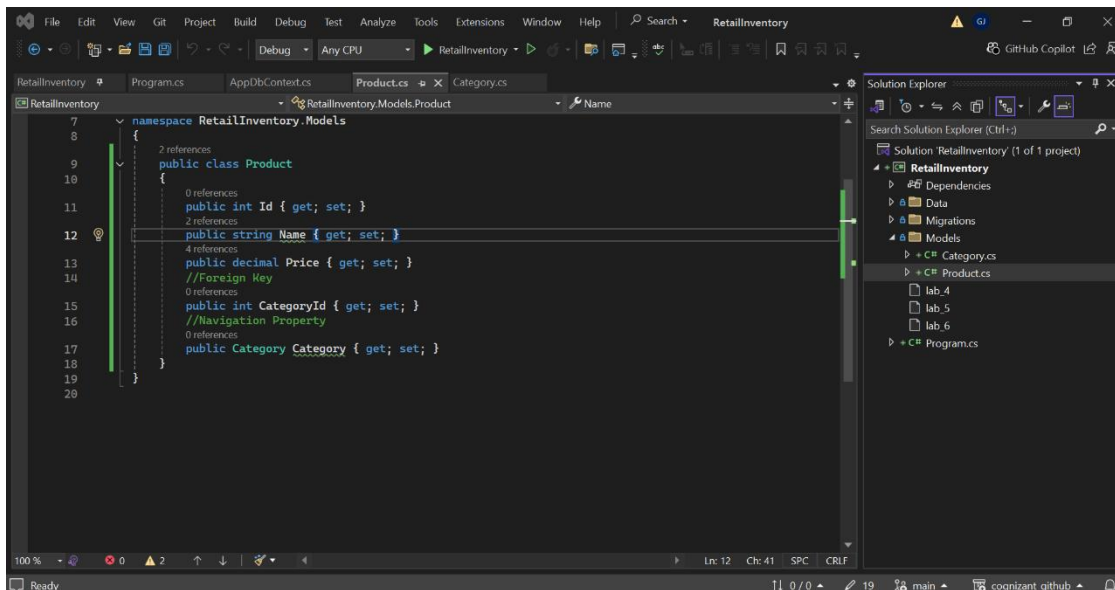 File Edit View Git Project Build Debug Test Analyze Tools Extensions Window Help Search RetailInventory GJ
Debug Any CPU RetailInventory GitHub Copilot
RetailInventory Program.cs AppDbContext.cs Product.cs Category.cs
RetailInventory RetailInventory.Models.Product Name
7 namespace RetailInventory.Models
8 {
2 references
9 public class Product
10 {
0 references
11 public int Id { get; set; }
2 references
12 public string Name { get; set; }
4 references
13 public decimal Price { get; set; }
14 //Foreign Key
0 references
15 public int CategoryId { get; set; }
16 //Navigation Property
0 references
17 public Category Category { get; set; }
18 }
19 }
20
100 % 0 2 Ln: 12 Ch: 41 SPC CRLF
Solution Explorer
Search Solution Explorer (Ctrl+;)
Solution 'RetailInventory' (1 of 1 project)
RetailInventory
Dependencies
Data
Migrations
Models
C# Category.cs
C# Product.cs
lab_4
lab_5
lab_6
C# Program.cs
Ready 0 / 0 19 main cognizant github